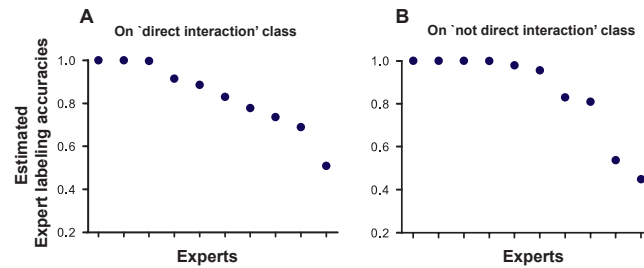 A
On `direct interaction' class
B
On `not direct interaction' class
Estimated
Expert labeling accuracies
1.0
0.8
0.6
0.4
0.2
Experts
1.0
0.8
0.6
0.4
0.2
Experts